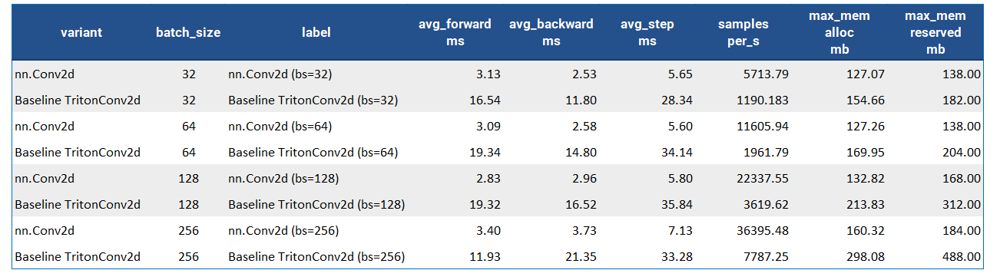 variant batch_size label avg_forward ms avg_backward ms avg_step ms samples per_s max_mem alloc mb max_mem reserved mb
nn.Conv2d 32 nn.Conv2d (bs=32) 3.13 2.53 5.65 5713.79 127.07 138.00
Baseline TritonConv2d 32 Baseline TritonConv2d (bs=32) 16.54 11.80 28.34 1190.183 154.66 182.00
nn.Conv2d 64 nn.Conv2d (bs=64) 3.09 2.58 5.60 11605.94 127.26 138.00
Baseline TritonConv2d 64 Baseline TritonConv2d (bs=64) 19.34 14.80 34.14 1961.79 169.95 204.00
nn.Conv2d 128 nn.Conv2d (bs=128) 2.83 2.96 5.80 22337.55 132.82 168.00
Baseline TritonConv2d 128 Baseline TritonConv2d (bs=128) 19.32 16.52 35.84 3619.62 213.83 312.00
nn.Conv2d 256 nn.Conv2d (bs=256) 3.40 3.73 7.13 36395.48 160.32 184.00
Baseline TritonConv2d 256 Baseline TritonConv2d (bs=256) 11.93 21.35 33.28 7787.25 298.08 488.00